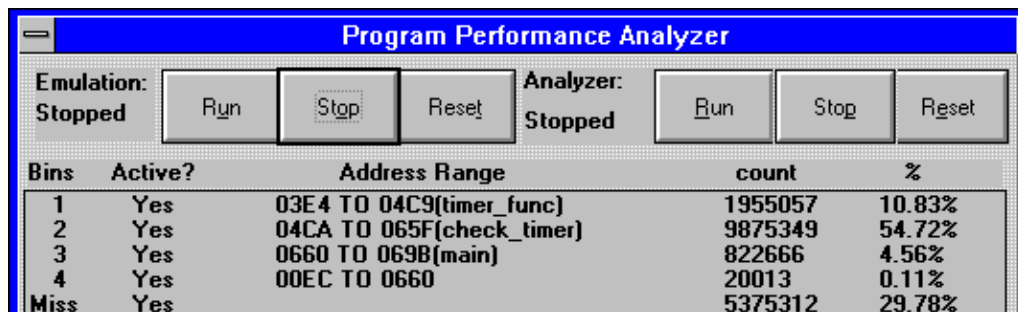 Program Performance Analyzer
Emulation: Analyzer:
Stopped Run Stop Reset Stopped Run Stop Reset
Bins Active? Address Range count %
1 Yes 03E4 TO 04C9(timer_func) 1955057 10.83%
2 Yes 04CA TO 065F(check_timer) 9875349 54.72%
3 Yes 0660 TO 069B(main) 822666 4.56%
4 Yes 00EC TO 0660 20013 0.11%
Miss Yes 5375312 29.78%